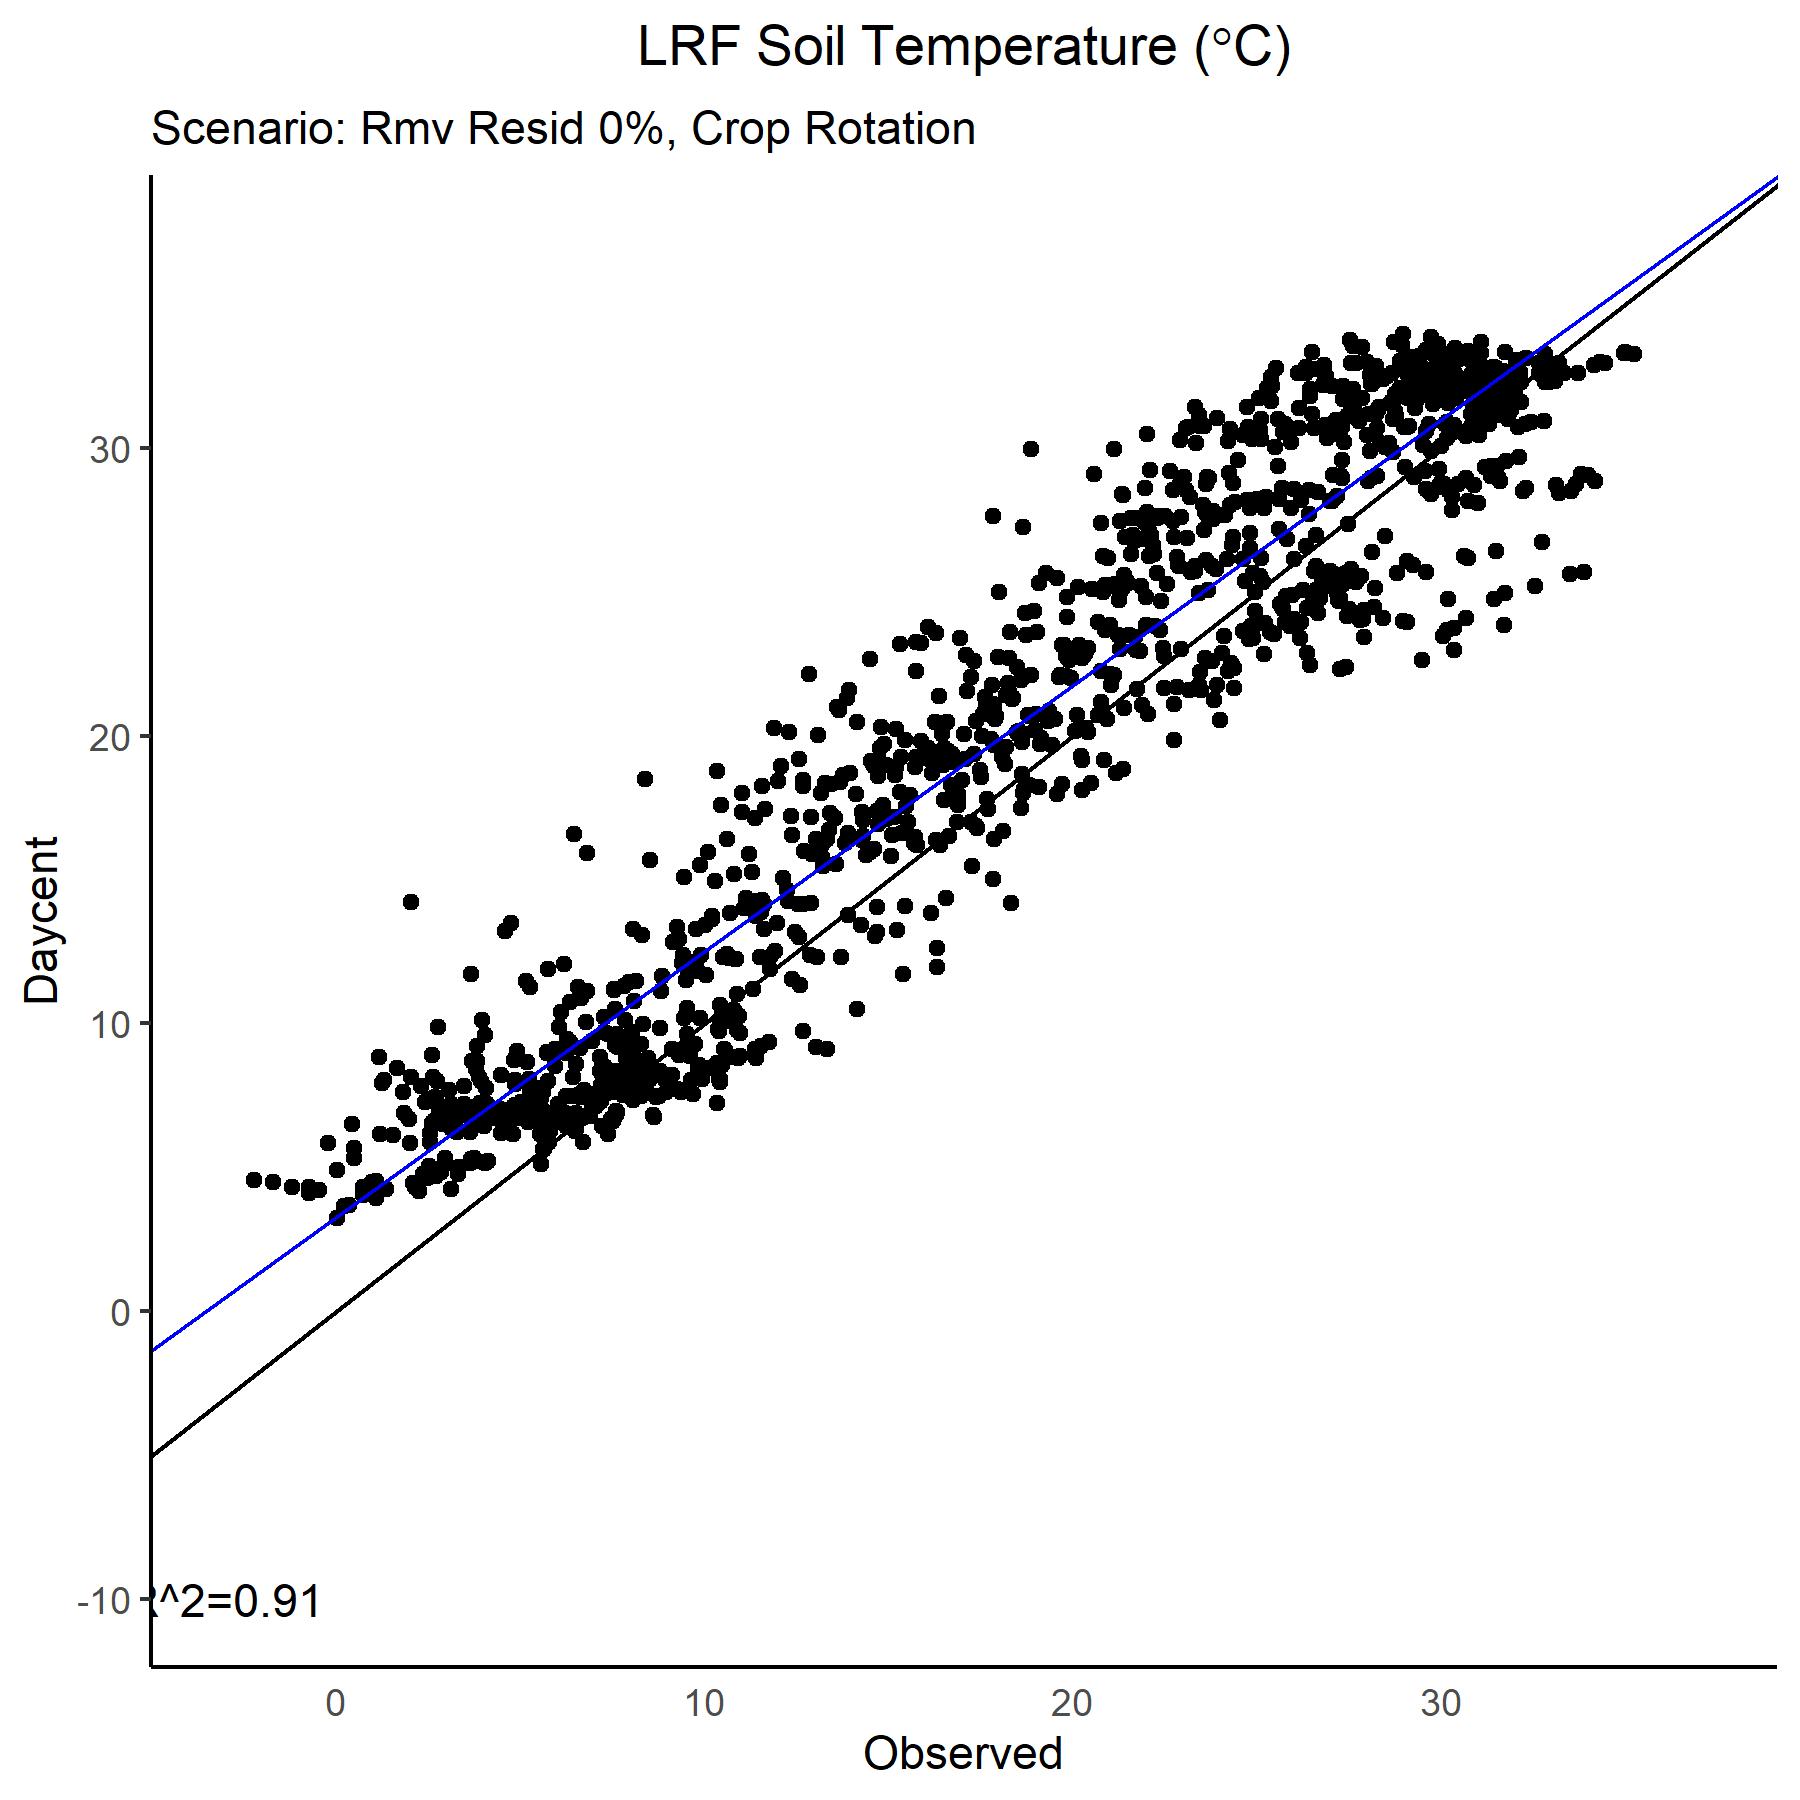 LRF Soil Temperature (°C)
Scenario: Rmv Resid 0%, Crop Rotation
Daycent
30
20
10
0
-10
^2=0.91
0 10 20 30
Observed